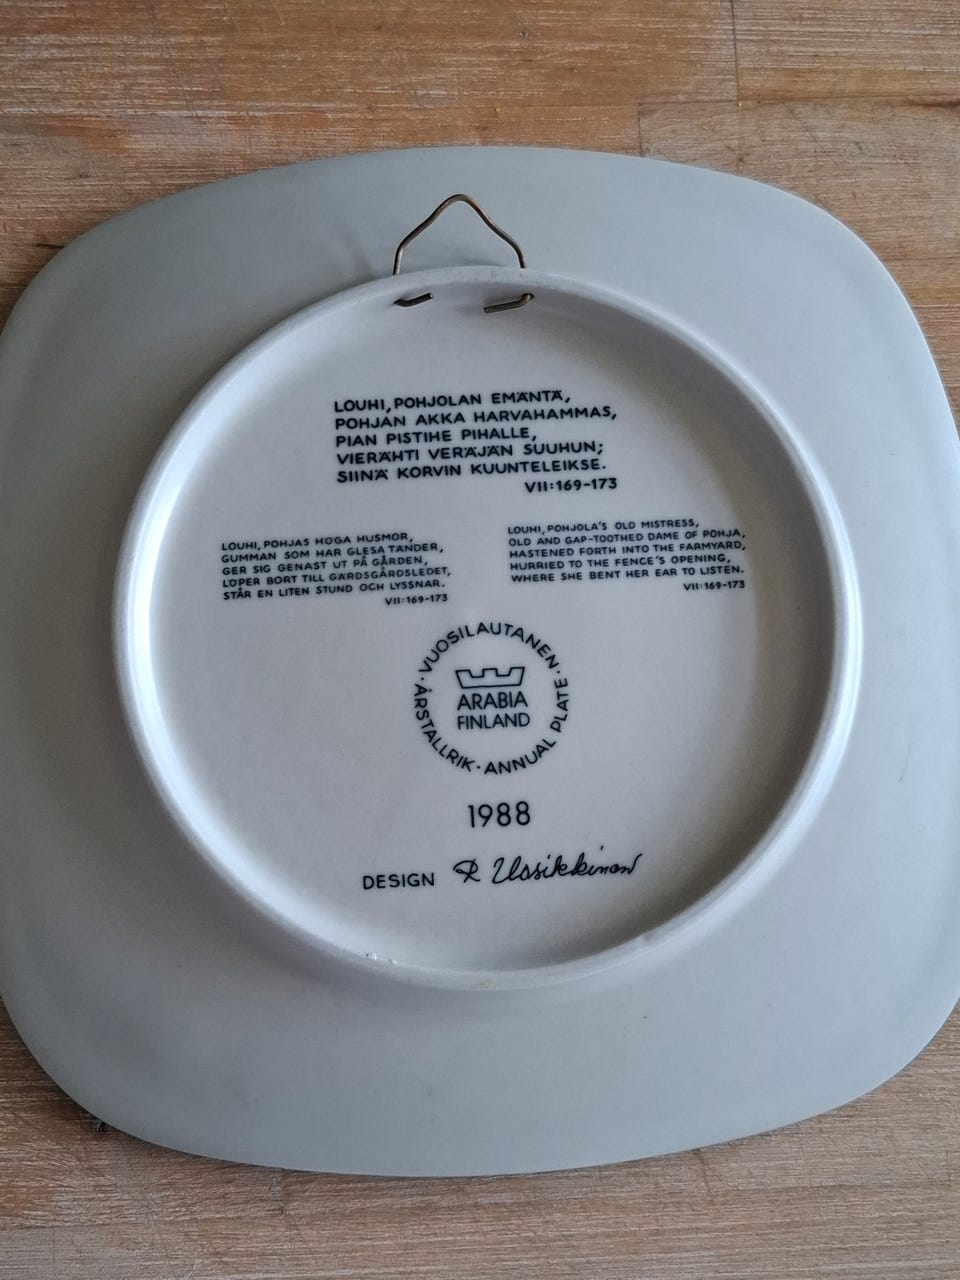 LOUHI, POHJOLAN EMÄNTÄ,
POHJAN AKKA HARVAHAMMAS,
PIAN PISTIHE PIHALLE,
VIERÄHTI VERÄJÄN SUUHUN;
SIINÄ KORVIN KUUNTELEIKSE.
VII:169-173
LOUHI, POHJAS HÖGA HUSMOR,
GUMMAN SOM HAR GLESA TÄNDER,
GER SIG GENAST UT PÅ GÅRDEN,
LÖPER BORT TILL GÄRDSGÅRDSLEDET,
STÅR EN LITEN STUND OCH LYSSNAR.
VII:169-173
LOUHI, POHJOLA'S OLD MISTRESS,
OLD AND GAP-TOOTHED DAME OF POHJA,
HASTENED FORTH INTO THE FARMYARD,
HURRIED TO THE FENCE'S OPENING,
WHERE SHE BENT HER EAR TO LISTEN.
VII:169-173
· VUOSILAUTANEN · ANNUAL PLATE · ÅRSTALLRIK
ARABIA
FINLAND
1988
DESIGN R Uosikkinen